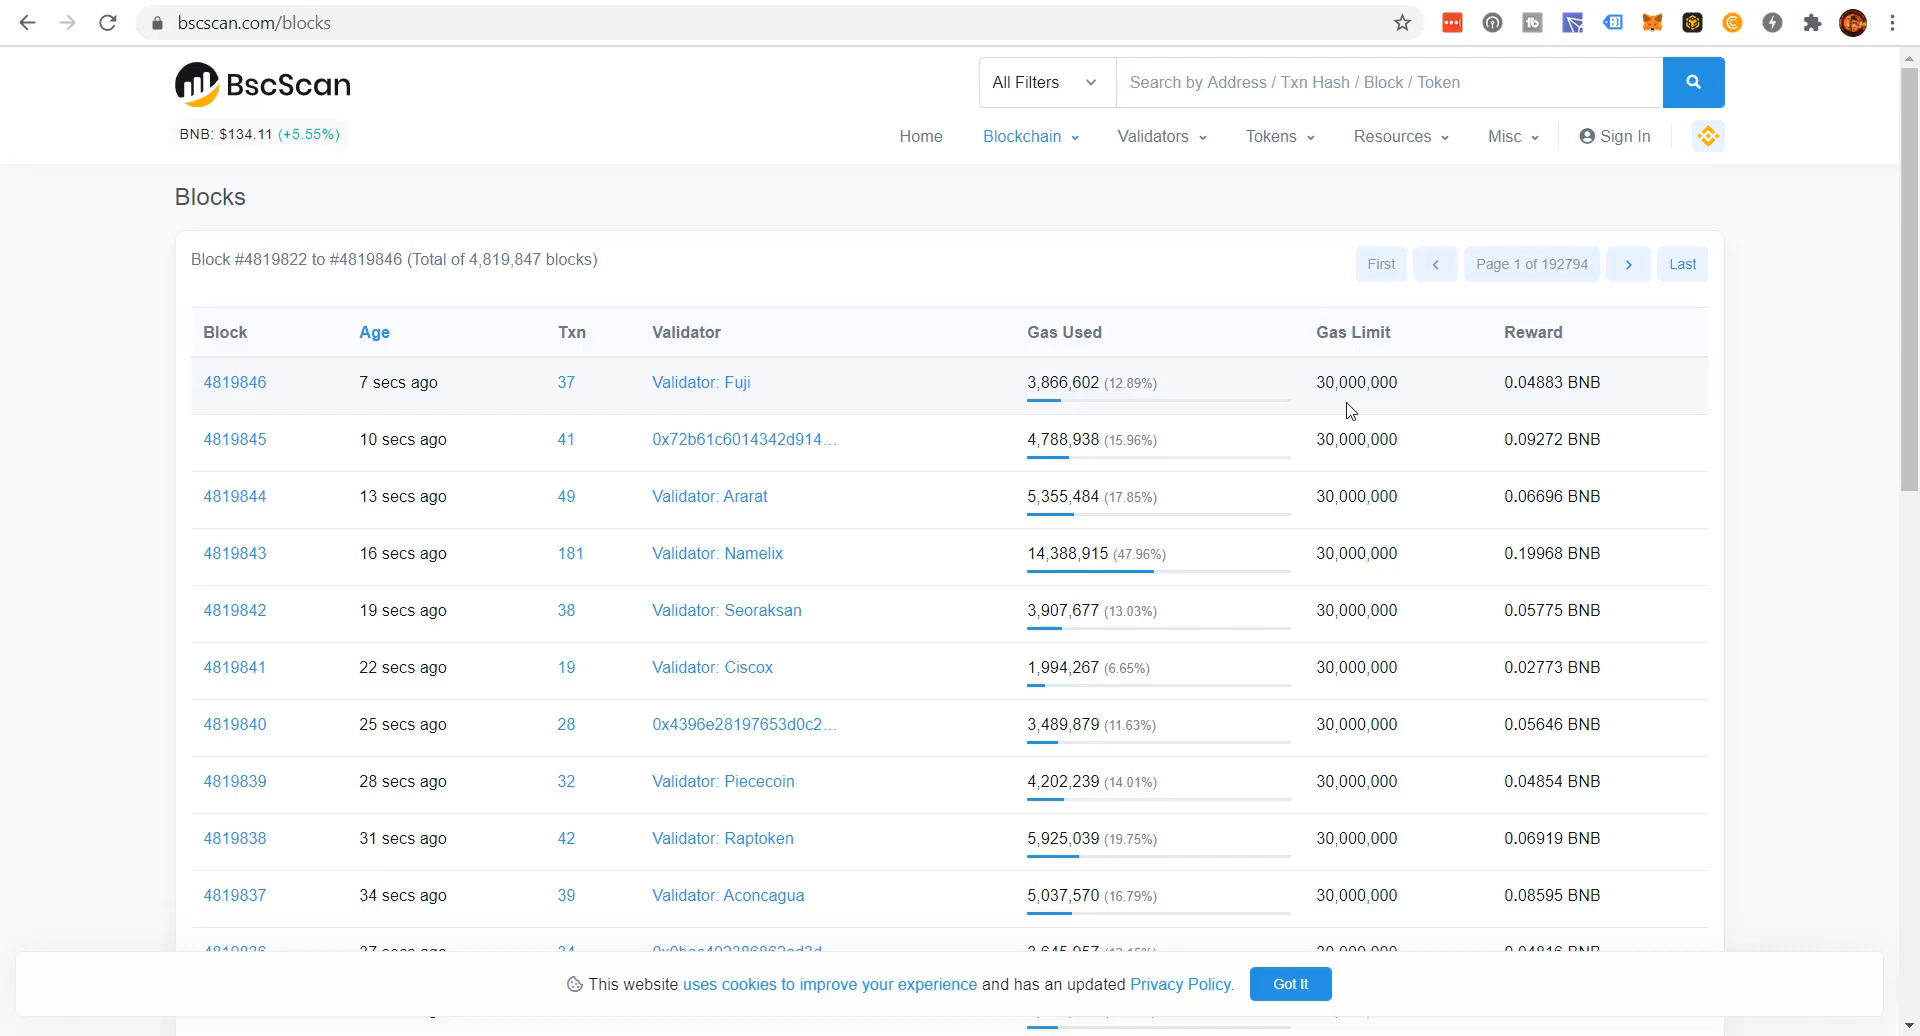 bscscan.com/blocks
BscScan
All Filters
Search by Address / Txn Hash / Block / Token
BNB: $134.11 (+5.55%)
Home Blockchain Validators Tokens Resources Misc Sign In
Blocks
Block #4819822 to #4819846 (Total of 4,819,847 blocks)
First Page 1 of 192794 Last
Block Age Txn Validator Gas Used Gas Limit Reward
4819846 7 secs ago 37 Validator: Fuji 3,866,602 (12.89%) 30,000,000 0.04883 BNB
4819845 10 secs ago 41 0x72b61c6014342d914... 4,788,938 (15.96%) 30,000,000 0.09272 BNB
4819844 13 secs ago 49 Validator: Ararat 5,355,484 (17.85%) 30,000,000 0.06696 BNB
4819843 16 secs ago 181 Validator: Namelix 14,388,915 (47.96%) 30,000,000 0.19968 BNB
4819842 19 secs ago 38 Validator: Seoraksan 3,907,677 (13.03%) 30,000,000 0.05775 BNB
4819841 22 secs ago 19 Validator: Ciscox 1,994,267 (6.65%) 30,000,000 0.02773 BNB
4819840 25 secs ago 28 0x4396e28197653d0c2... 3,489,879 (11.63%) 30,000,000 0.05646 BNB
4819839 28 secs ago 32 Validator: Piececoin 4,202,239 (14.01%) 30,000,000 0.04854 BNB
4819838 31 secs ago 42 Validator: Raptoken 5,925,039 (19.75%) 30,000,000 0.06919 BNB
4819837 34 secs ago 39 Validator: Aconcagua 5,037,570 (16.79%) 30,000,000 0.08595 BNB
This website uses cookies to improve your experience and has an updated Privacy Policy.
Got It